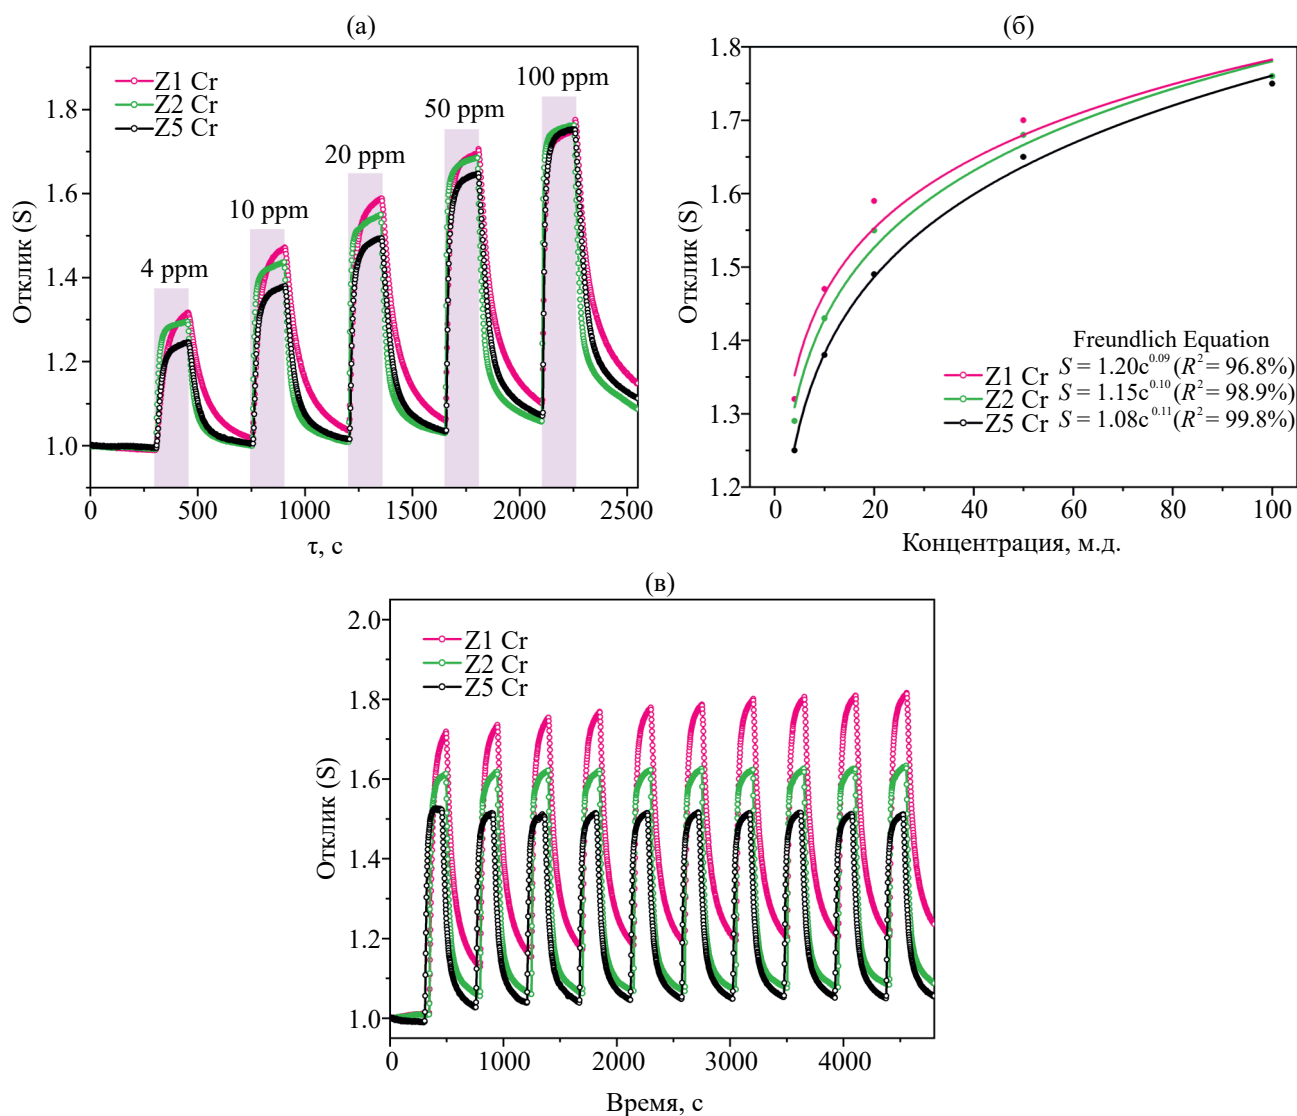 (а)
Z1 Cr
Z2 Cr
Z5 Cr
4 ppm
10 ppm
20 ppm
50 ppm
100 ppm
Отклик (S)
1.8
1.6
1.4
1.2
1.0
0
500
1000
1500
2000
2500
τ, с
(б)
Отклик (S)
1.8
1.7
1.6
1.5
1.4
1.3
1.2
Freundlich Equation
Z1 Cr S = 1.20c^0.09 (R² = 96.8%)
Z2 Cr S = 1.15c^0.10 (R² = 98.9%)
Z5 Cr S = 1.08c^0.11 (R² = 99.8%)
0
20
40
60
80
100
Концентрация, м.д.
(в)
Z1 Cr
Z2 Cr
Z5 Cr
Отклик (S)
2.0
1.8
1.6
1.4
1.2
1.0
0
1000
2000
3000
4000
Время, с